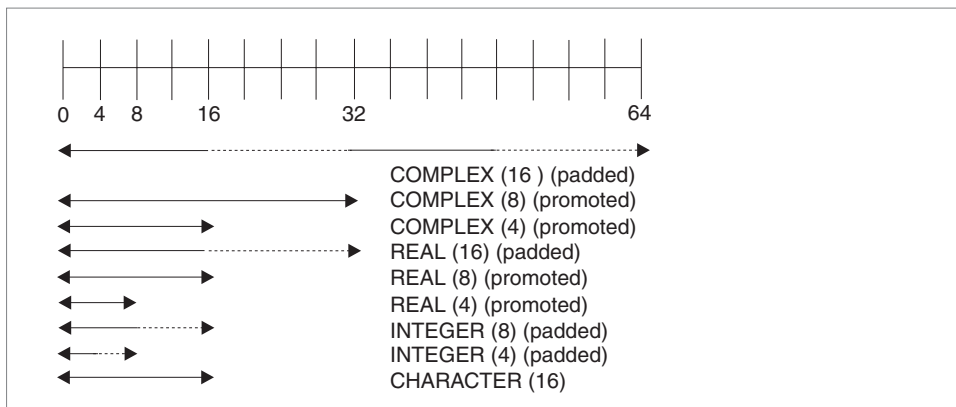 0 4 8 16 32 64
COMPLEX (16 ) (padded)
COMPLEX (8) (promoted)
COMPLEX (4) (promoted)
REAL (16) (padded)
REAL (8) (promoted)
REAL (4) (promoted)
INTEGER (8) (padded)
INTEGER (4) (padded)
CHARACTER (16)